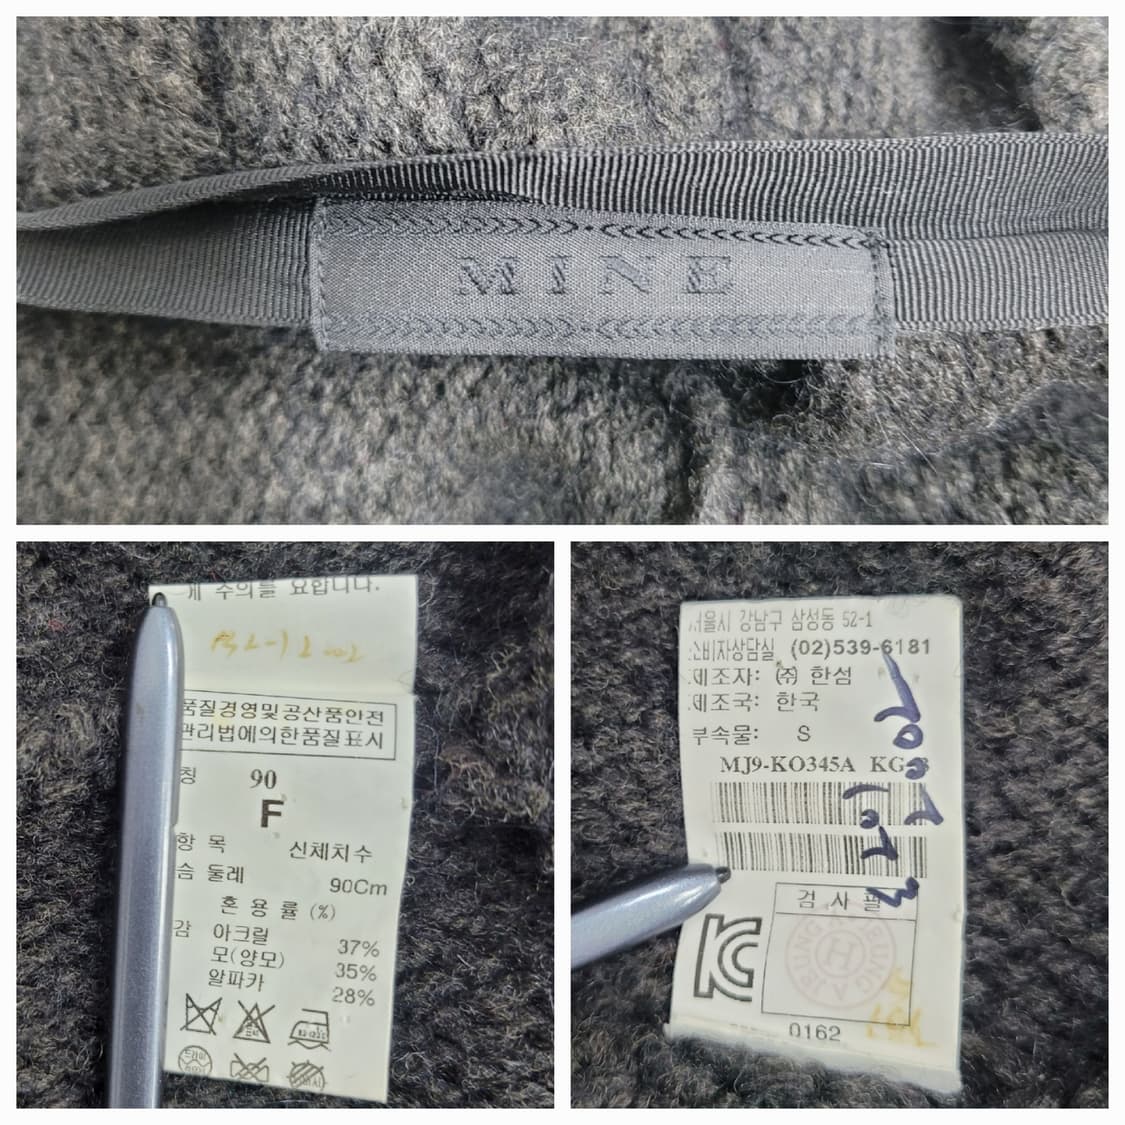 MINE
게 주의를 요합니다.
품질경영및공산품안전
관리법에의한품질표시
칭 90
F
항 목 신체치수
슴 둘레 90Cm
혼 용 률 (%)
감 아크릴 37%
모(양모) 35%
알파카 28%
서울시 강남구 삼성동 52-1
소비자상담실 (02)539-6181
제조자: ㈜ 한섬
제조국: 한국
부속물: S
MJ9-KO345A
검 사 필
H
0162